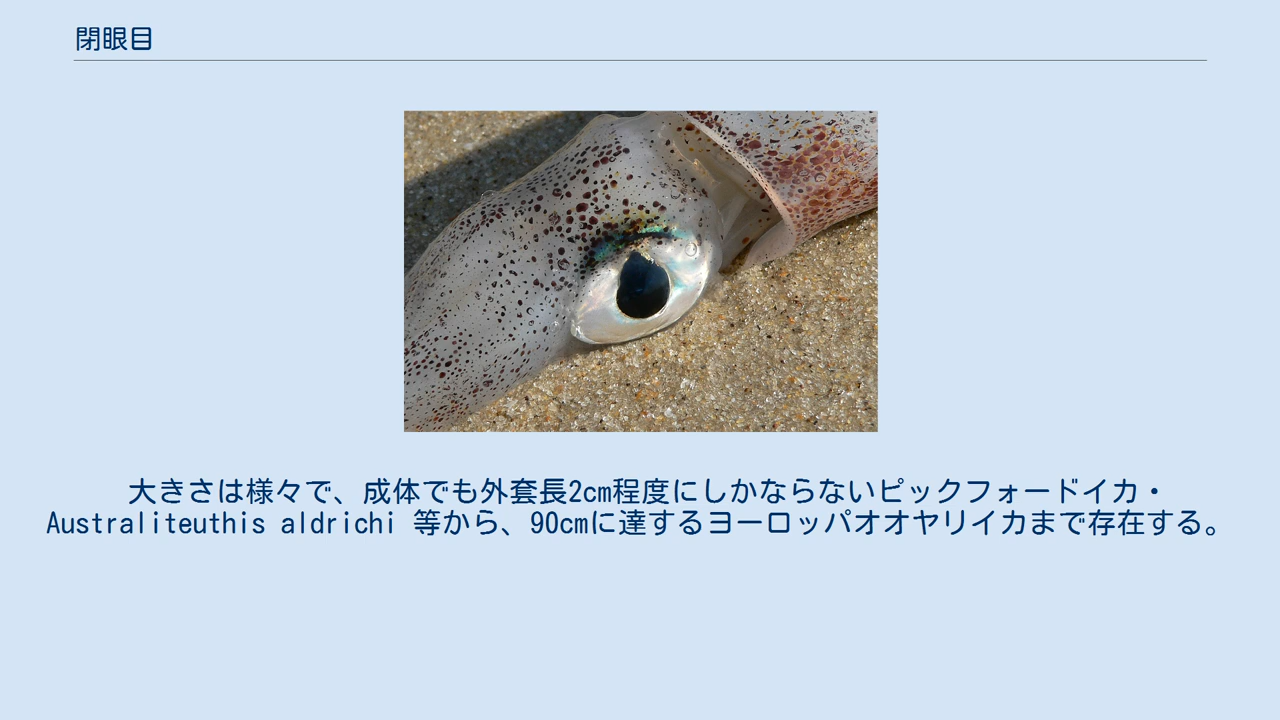 閉眼目
大きさは様々で、成体でも外套長2cm程度にしかならないピックフォードイカ・
Australiteuthis aldrichi 等から、90cmに達するヨーロッパオオヤリイカまで存在する。